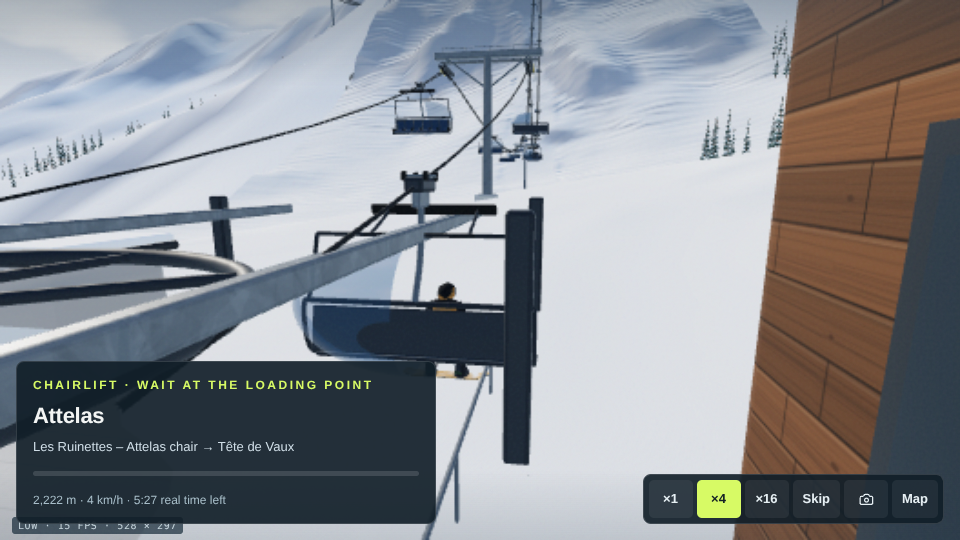 CHAIRLIFT · WAIT AT THE LOADING POINT
Attelas
Les Ruinettes – Attelas chair → Tête de Vaux
2,222 m · 4 km/h · 5:27 real time left
LOW · 15 FPS · 528 × 297
×1 ×4 ×16 Skip Map